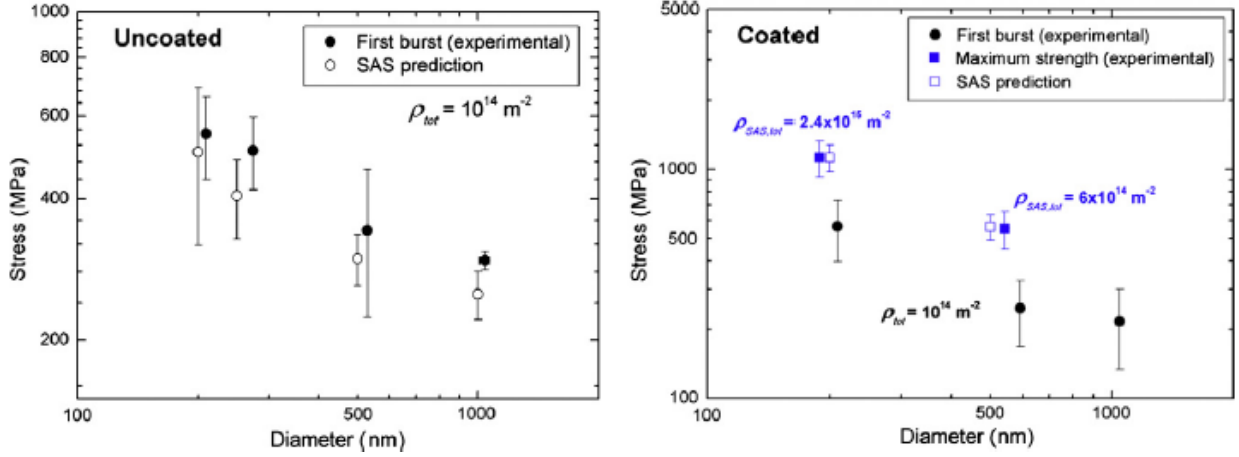 Uncoated
First burst (experimental)
SAS prediction
ρtot = 10^14 m^-2
1000
800
600
400
200
Stress (MPa)
100
500
1000
Diameter (nm)
Coated
First burst (experimental)
Maximum strength (experimental)
SAS prediction
ρSAS,tot = 2.4x10^15 m^-2
ρSAS,tot = 6x10^14 m^-2
ρtot = 10^14 m^-2
5000
1000
500
100
Stress (MPa)
100
500
1000
Diameter (nm)